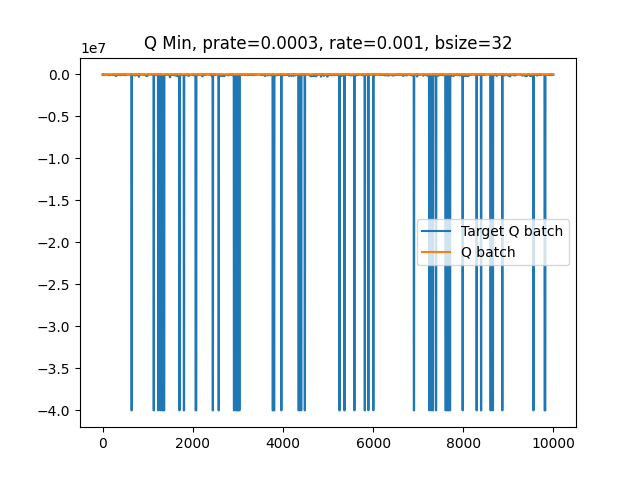 Q Min, prate=0.0003, rate=0.001, bsize=32
1e7
0.0
−0.5
−1.0
−1.5
−2.0
−2.5
−3.0
−3.5
−4.0
Target Q batch
Q batch
0 2000 4000 6000 8000 10000